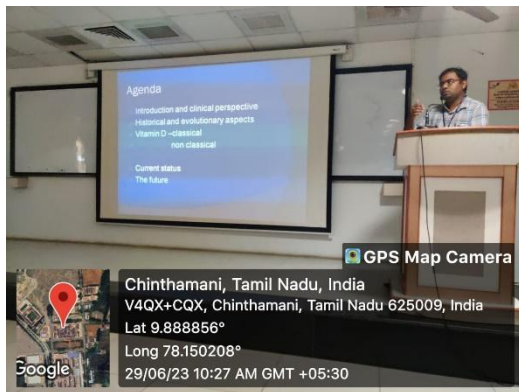 Agenda
Introduction and clinical perspective
Historical and evolutionary aspects
Vitamin D –classical
non classical
Current status
The future
GPS Map Camera
Chinthamani, Tamil Nadu, India
V4QX+CQX, Chinthamani, Tamil Nadu 625009, India
Lat 9.888856°
Long 78.150208°
29/06/23 10:27 AM GMT +05:30
Google